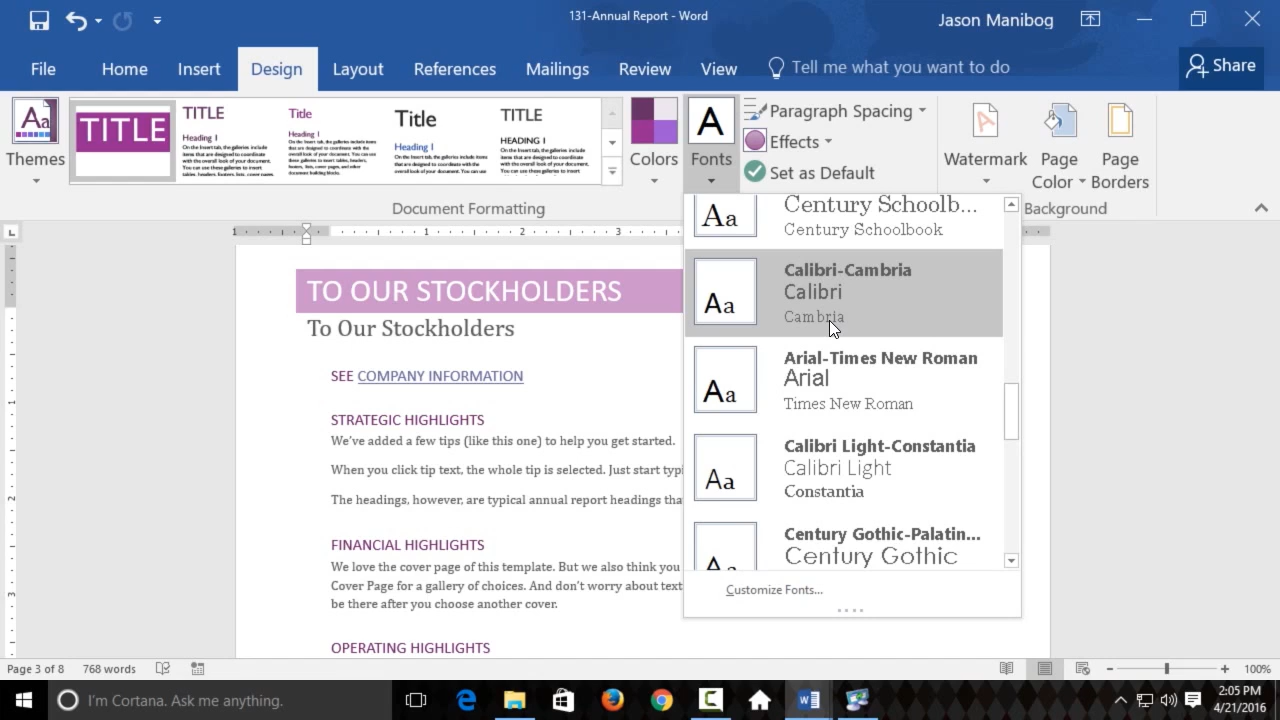 131-Annual Report - Word
Jason Manibog
File Home Insert Design Layout References Mailings Review View Tell me what you want to do Share
Themes
TITLE
TITLE
Heading 1
Title
Heading 1
Title
Heading 1
TITLE
HEADING 1
Colors
Fonts
Paragraph Spacing
Effects
Set as Default
Watermark
Page Color
Page Borders
Document Formatting
Background
Century Schoolb...
Century Schoolbook
Calibri-Cambria
Calibri
Cambria
Arial-Times New Roman
Arial
Times New Roman
Calibri Light-Constantia
Calibri Light
Constantia
Century Gothic-Palatin...
Century Gothic
Customize Fonts...
1 1 2 3
1
2
3
TO OUR STOCKHOLDERS
To Our Stockholders
SEE COMPANY INFORMATION
STRATEGIC HIGHLIGHTS
We've added a few tips (like this one) to help you get started.
When you click tip text, the whole tip is selected. Just start typi
The headings, however, are typical annual report headings tha
FINANCIAL HIGHLIGHTS
We love the cover page of this template. But we also think you
Cover Page for a gallery of choices. And don't worry about text
be there after you choose another cover.
OPERATING HIGHLIGHTS
Page 3 of 8 768 words 100%
I'm Cortana. Ask me anything.
2:05 PM
4/21/2016